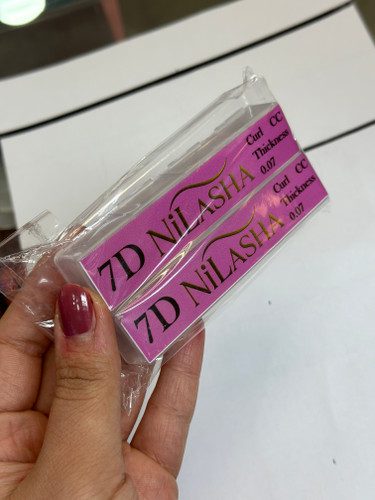 7D NiLASHA Curl CC
Thickness
0.07
7D NiLASHA Curl CC
Thickness
0.07